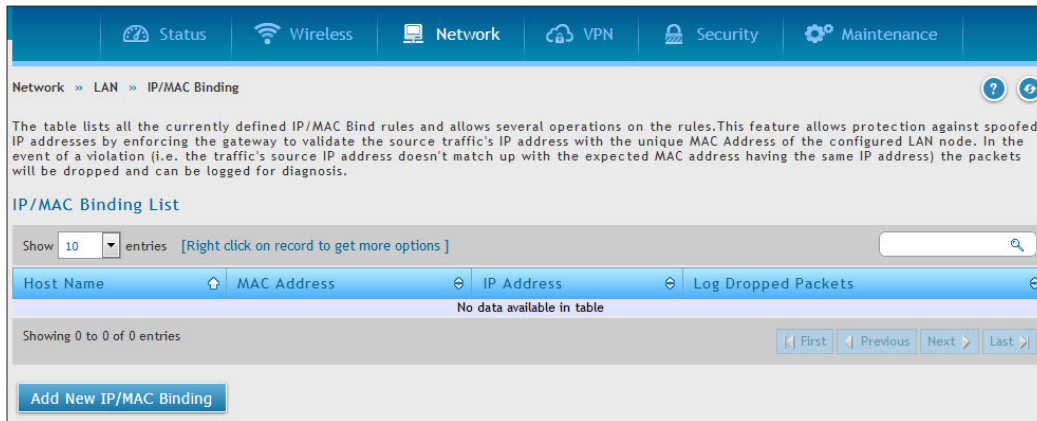 Status Wireless Network VPN Security Maintenance
Network » LAN » IP/MAC Binding
The table lists all the currently defined IP/MAC Bind rules and allows several operations on the rules.This feature allows protection against spoofed
IP addresses by enforcing the gateway to validate the source traffic's IP address with the unique MAC Address of the configured LAN node. In the
event of a violation (i.e. the traffic's source IP address doesn't match up with the expected MAC address having the same IP address) the packets
will be dropped and can be logged for diagnosis.
IP/MAC Binding List
Show 10 entries [Right click on record to get more options ]
Host Name MAC Address IP Address Log Dropped Packets
No data available in table
Showing 0 to 0 of 0 entries First Previous Next Last
Add New IP/MAC Binding